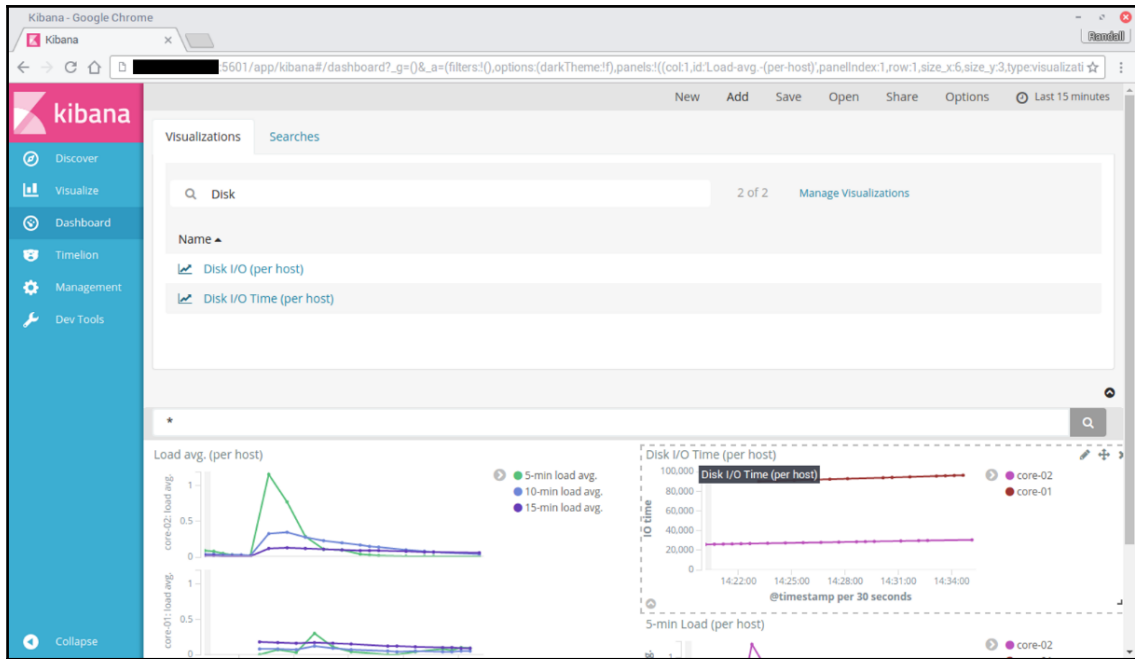 Kibana - Google Chrome
Kibana
Randall
:5601/app/kibana#/dashboard?_g=()&_a=(filters:!(),options:(darkTheme:!f),panels:!((col:1,id:'Load-avg.-(per-host)',panelIndex:1,row:1,size_x:6,size_y:3,type:visualizati
kibana
New Add Save Open Share Options Last 15 minutes
Discover
Visualize
Dashboard
Timelion
Management
Dev Tools
Collapse
Visualizations Searches
Disk 2 of 2 Manage Visualizations
Name
Disk I/O (per host)
Disk I/O Time (per host)
*
Load avg. (per host)
core-02: load avg.
1
0.5
0
5-min load avg.
10-min load avg.
15-min load avg.
core-01: load avg.
1
0.5
0
Disk I/O Time (per host)
Disk I/O Time (per host)
IO time
100,000
80,000
60,000
40,000
20,000
0
14:22:00 14:25:00 14:28:00 14:31:00 14:34:00
@timestamp per 30 seconds
core-02
core-01
5-min Load (per host)
1
core-02